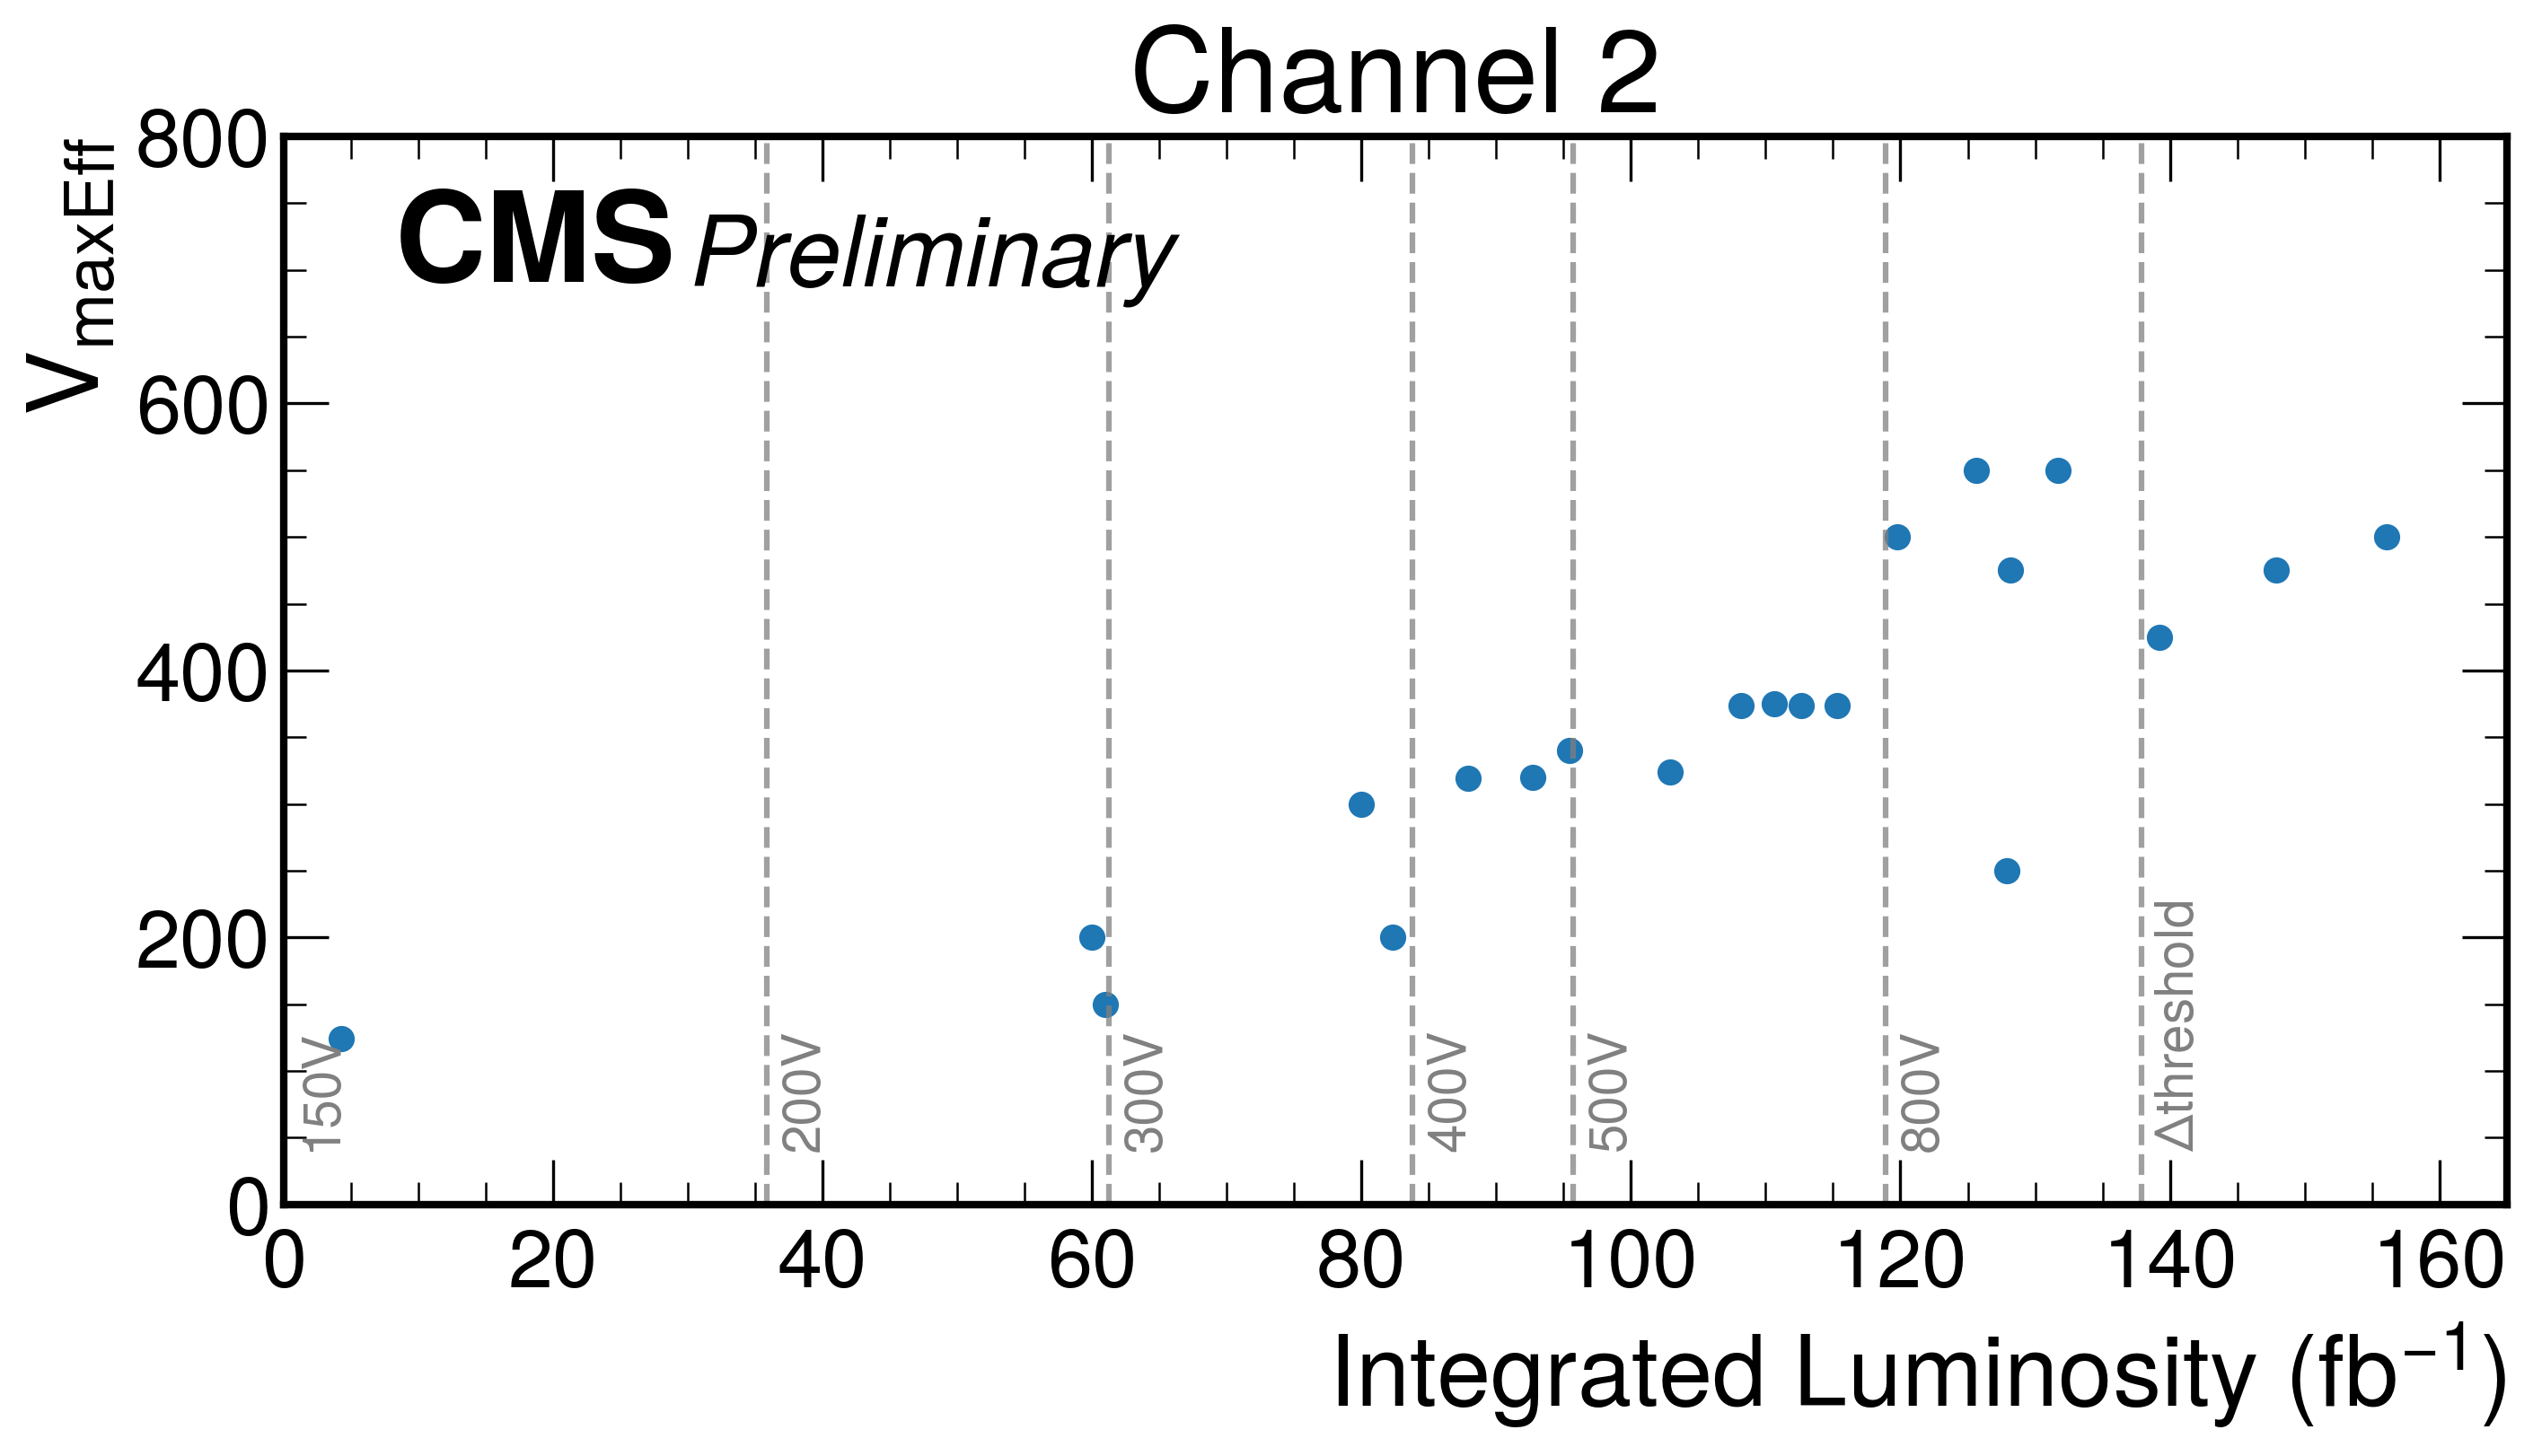 Channel 2
V_maxEff
800
600
400
200
0
CMS Preliminary
150V
200V
300V
400V
500V
800V
Δthreshold
0 20 40 60 80 100 120 140 160
Integrated Luminosity (fb⁻¹)